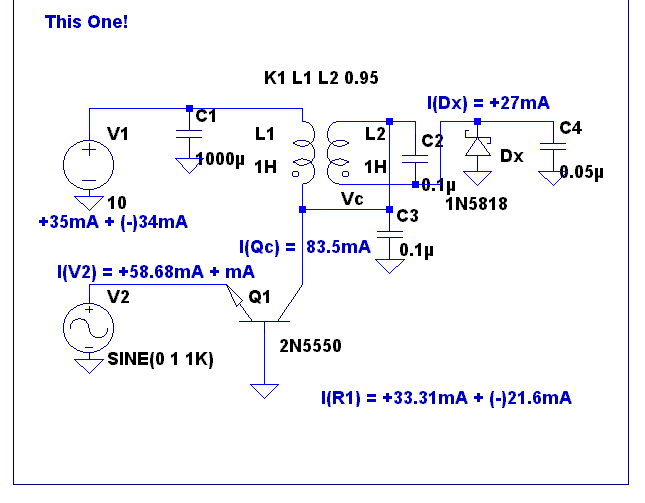 This One!
K1 L1 L2 0.95
I(Dx) = +27mA
C1
C4
V1
L1
L2
C2
Dx
1000µ
1H
1H
0.1µ
0.05µ
10
Vc
1N5818
+35mA + (-)34mA
C3
I(Qc) = 83.5mA
0.1µ
I(V2) = +58.68mA + mA
V2
Q1
2N5550
SINE(0 1 1K)
I(R1) = +33.31mA + (-)21.6mA